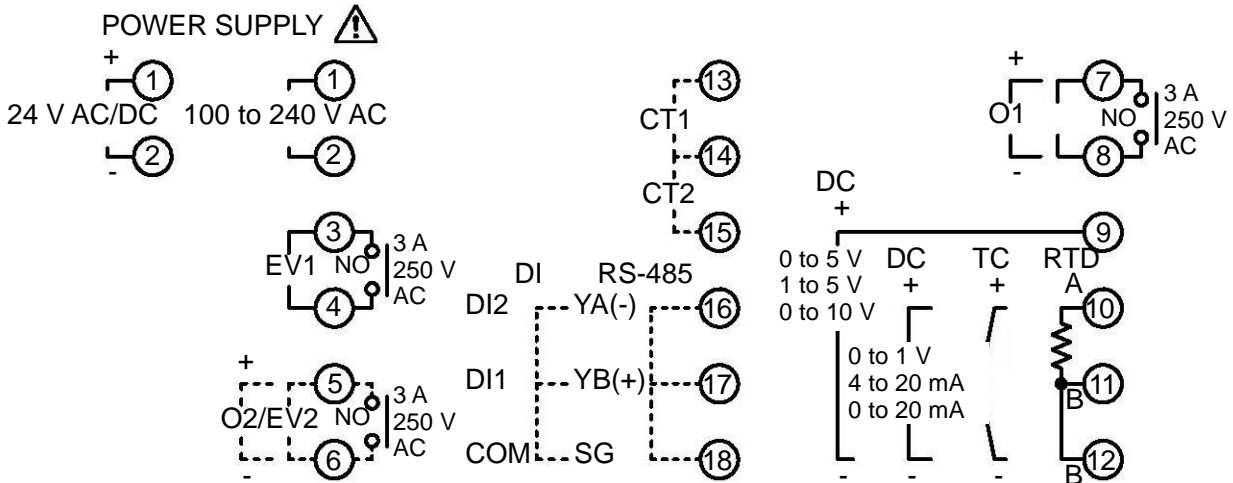 POWER SUPPLY
+ 1
24 V AC/DC
- 2
1
100 to 240 V AC
2
3
EV1 NO 3 A
250 V
AC
4
+
5
O2/EV2 NO 3 A
250 V
AC
6
-
13
CT1
14
CT2
15
DI RS-485
DI2 YA(-) 16
DI1 YB(+) 17
COM SG 18
+
7
O1 NO 3 A
250 V
AC
8
-
DC
+
9
0 to 5 V
1 to 5 V
0 to 10 V
-
DC
+
0 to 1 V
4 to 20 mA
0 to 20 mA
-
TC
+
-
RTD
A
10
11
B
12
B